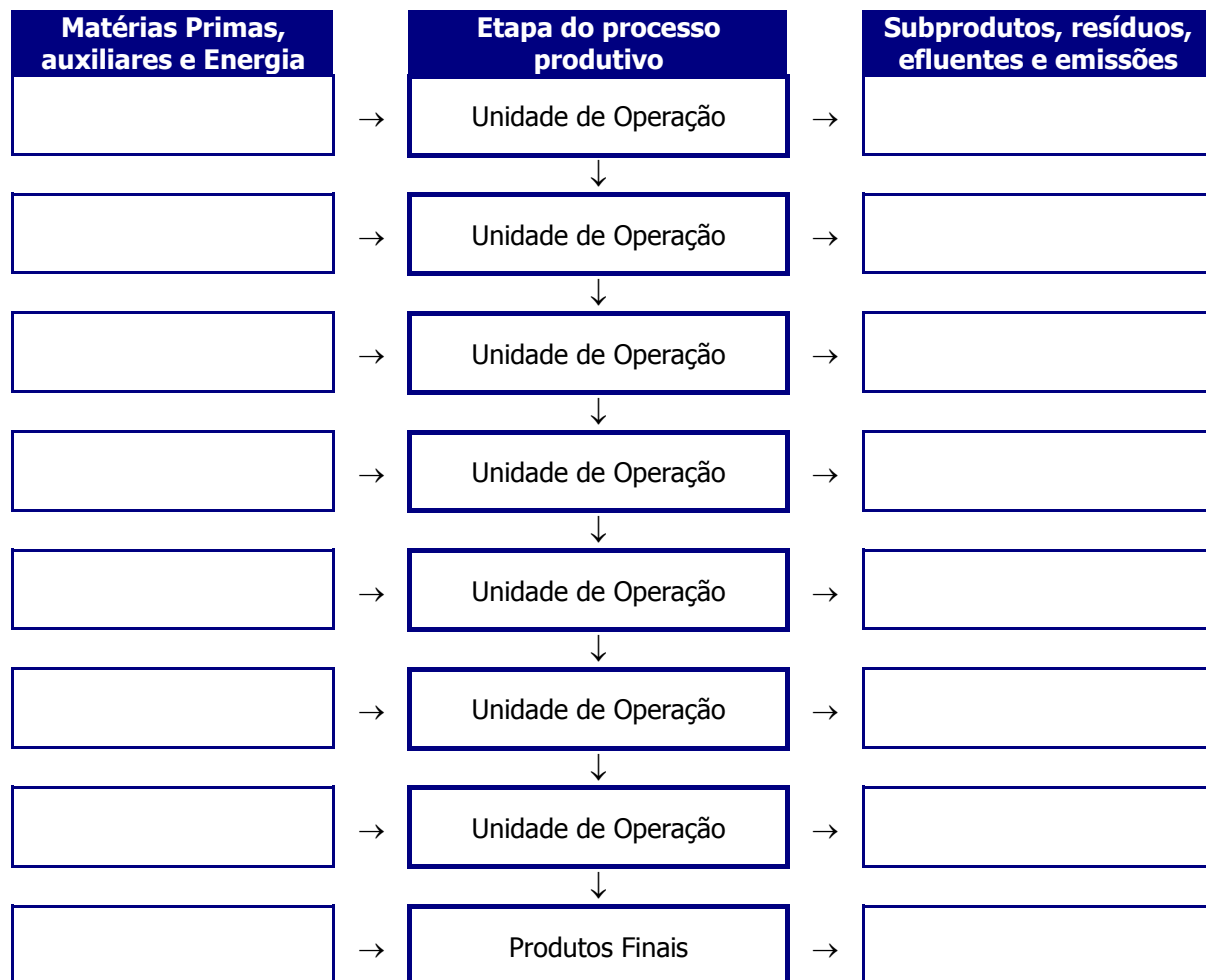 Matérias Primas,
auxiliares e Energia
Etapa do processo
produtivo
Subprodutos, resíduos,
efluentes e emissões
→ Unidade de Operação →
↓
→ Unidade de Operação →
↓
→ Unidade de Operação →
↓
→ Unidade de Operação →
↓
→ Unidade de Operação →
↓
→ Unidade de Operação →
↓
→ Unidade de Operação →
↓
→ Produtos Finais →